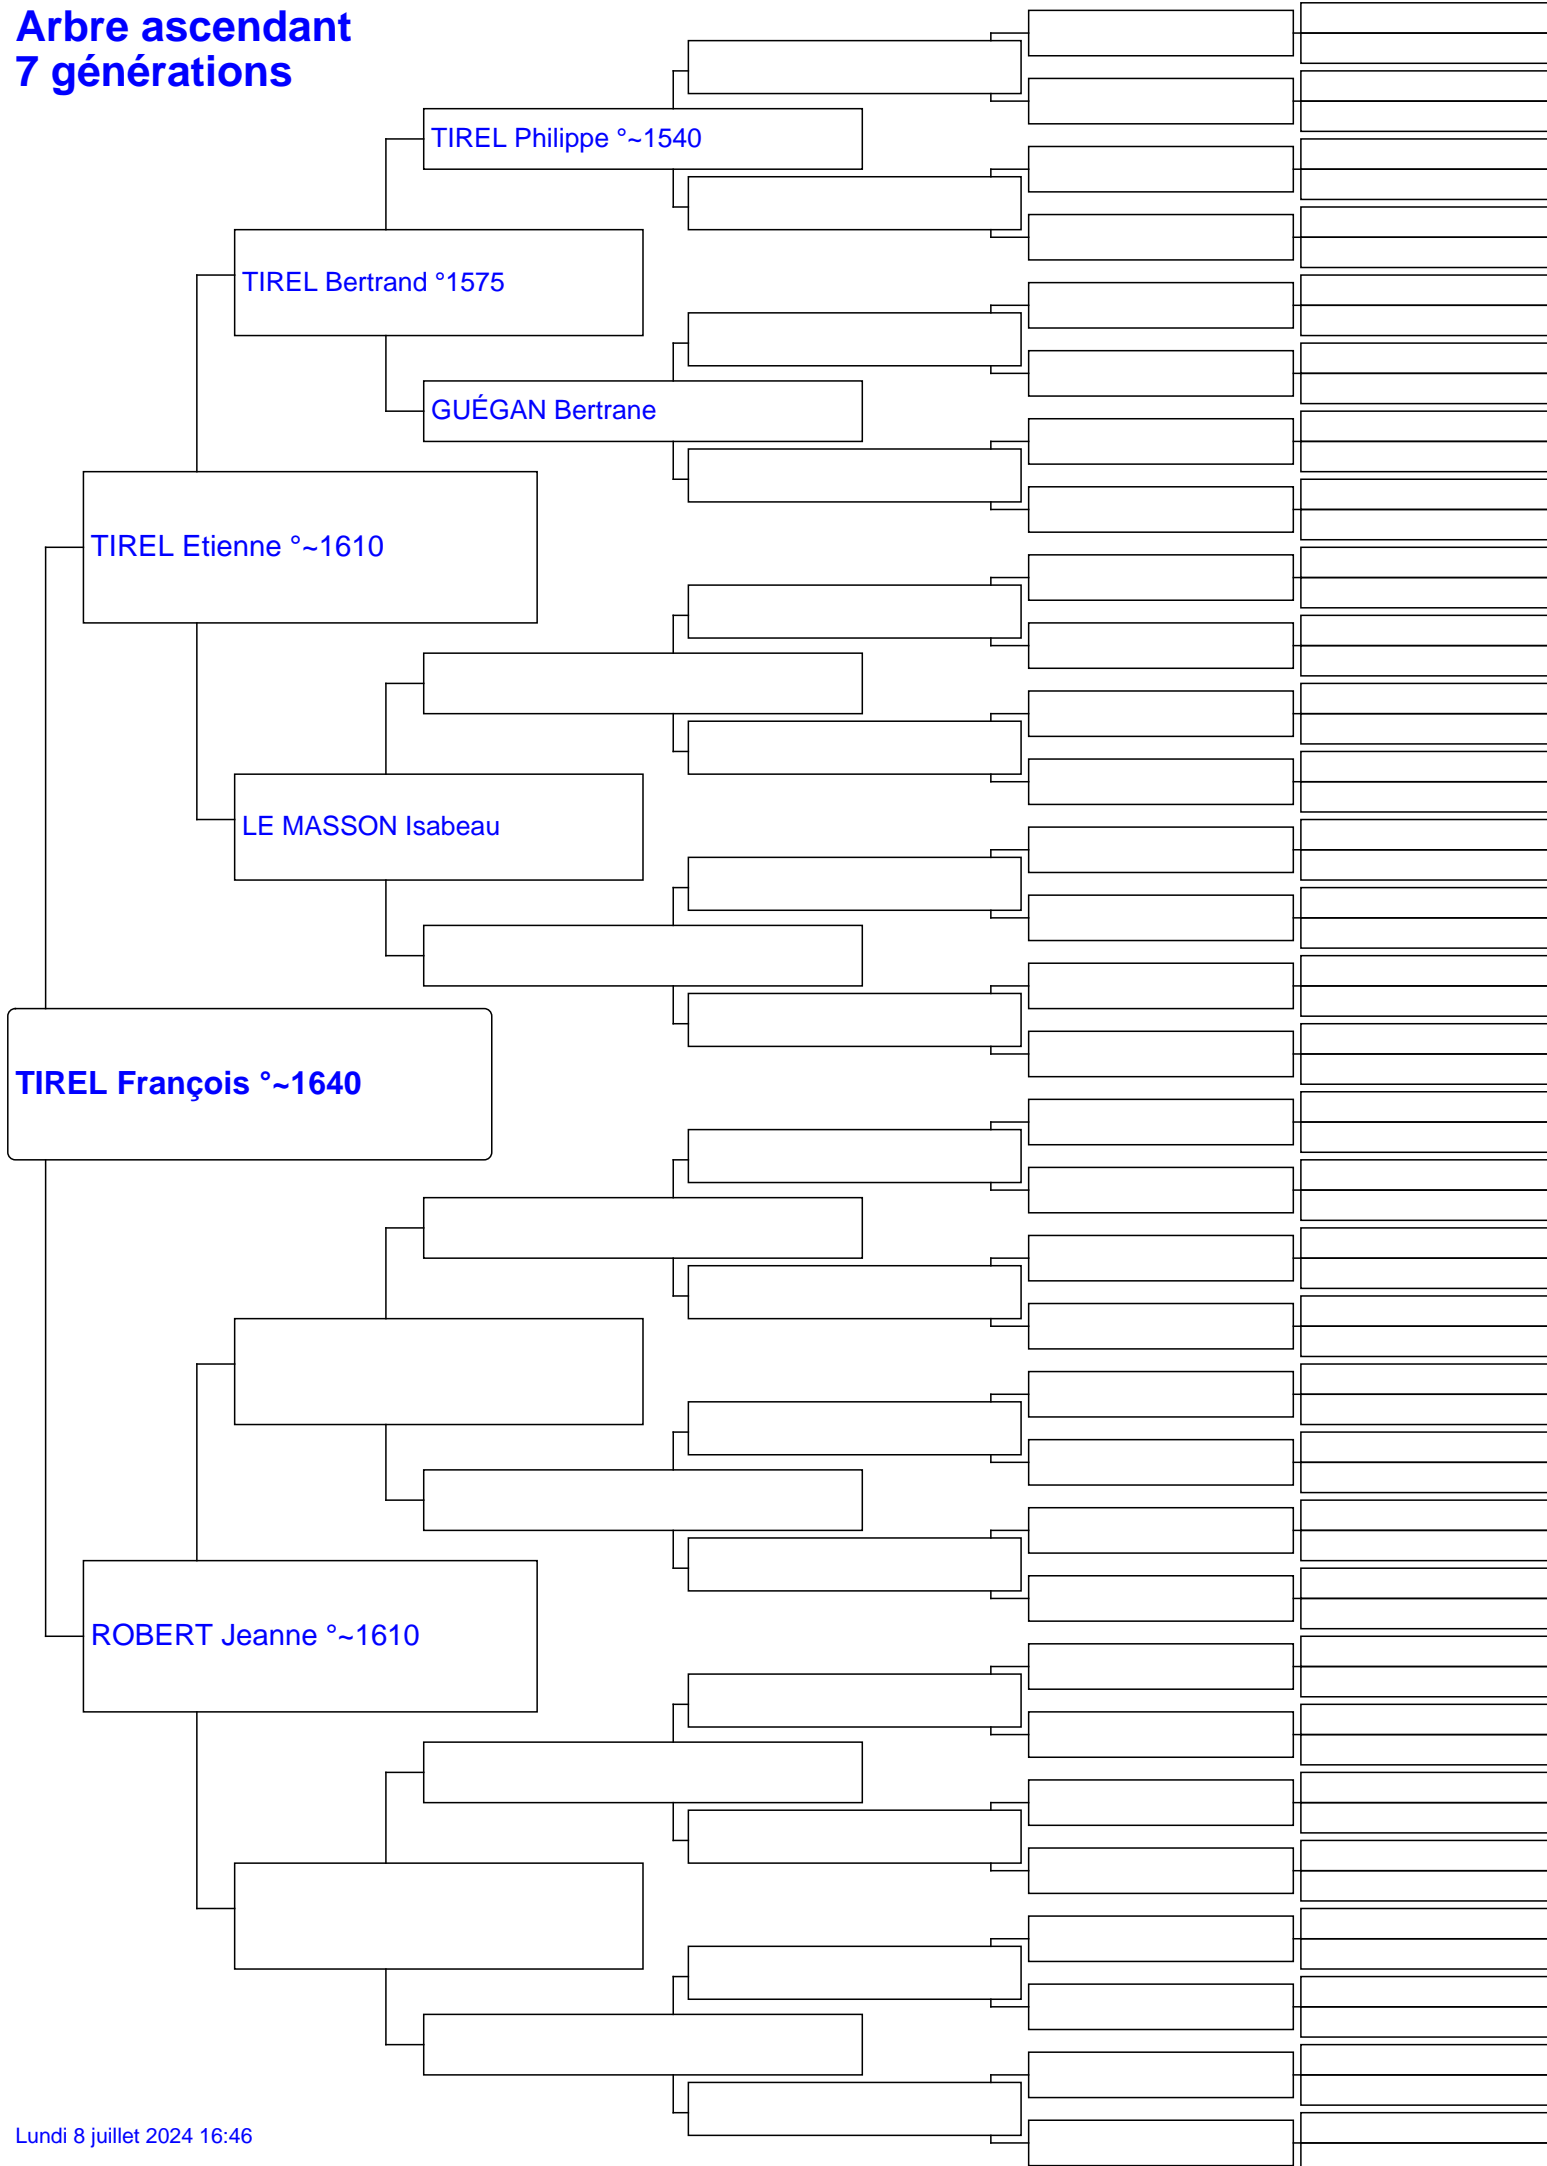 Arbre ascendant
7 générations
TIREL Philippe °~1540
TIREL Bertrand °1575
GUÉGAN Bertrane
TIREL Etienne °~1610
LE MASSON Isabeau
TIREL François °~1640
ROBERT Jeanne °~1610
Lundi 8 juillet 2024 16:46